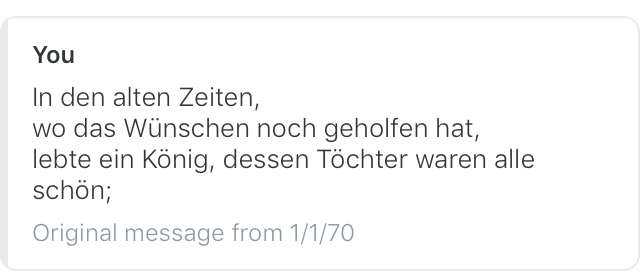 You
In den alten Zeiten,
wo das Wünschen noch geholfen hat,
lebte ein König, dessen Töchter waren alle
schön;
Original message from 1/1/70